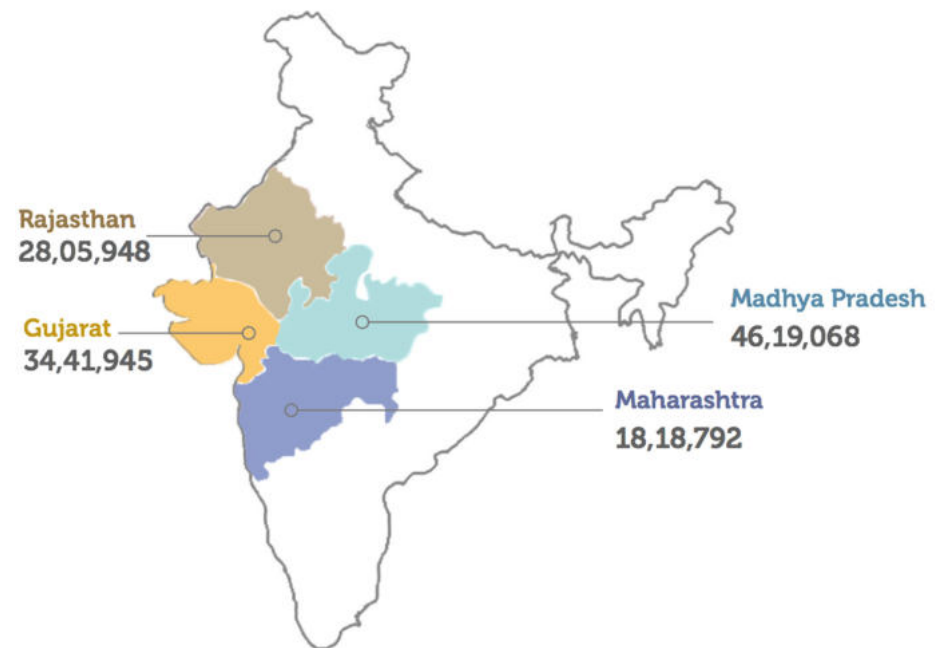 Rajasthan
28,05,948
Gujarat
34,41,945
Madhya Pradesh
46,19,068
Maharashtra
18,18,792